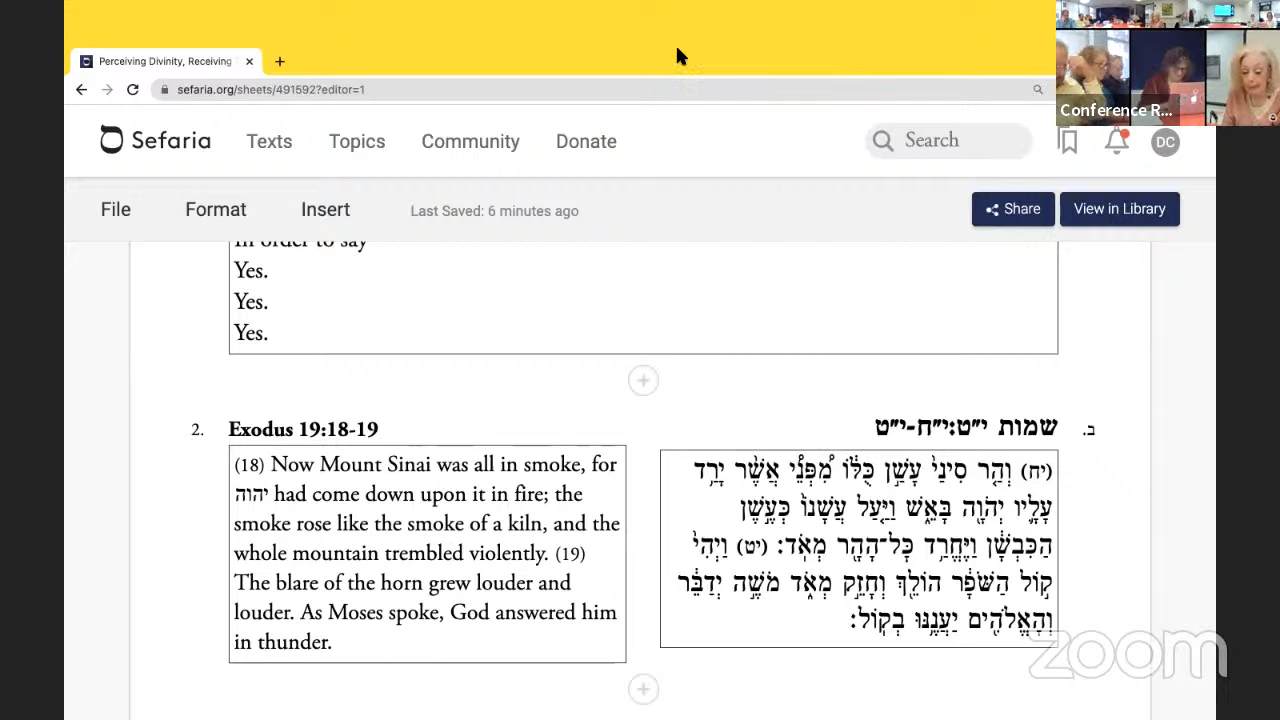 Perceiving Divinity, Receiving
sefaria.org/sheets/491592?editor=1
Conference R...
Sefaria Texts Topics Community Donate Search DC
File Format Insert Last Saved: 6 minutes ago Share View in Library
In order to say
Yes.
Yes.
Yes.
2. Exodus 19:18-19
(18) Now Mount Sinai was all in smoke, for
יהוה had come down upon it in fire; the
smoke rose like the smoke of a kiln, and the
whole mountain trembled violently. (19)
The blare of the horn grew louder and
louder. As Moses spoke, God answered him
in thunder.
ב. שמות י״ט:י״ח-י״ט
(יח) וְהַ֤ר סִינַי֙ עָשַׁ֣ן כֻּלּ֔וֹ מִ֠פְּנֵ֠י אֲשֶׁ֨ר יָרַ֥ד
עָלָ֛יו יְהֹוָ֖ה בָּאֵ֑שׁ וַיַּ֤עַל עֲשָׁנוֹ֙ כְּעֶ֣שֶׁן
הַכִּבְשָׁ֔ן וַיֶּחֱרַ֥ד כׇּל־הָהָ֖ר מְאֹֽד׃ (יט) וַיְהִי֙
ק֣וֹל הַשֹּׁפָ֔ר הוֹלֵ֖ךְ וְחָזֵ֣ק מְאֹ֑ד מֹשֶׁ֣ה יְדַבֵּ֔ר
וְהָאֱלֹהִ֖ים יַעֲנֶ֥נּוּ בְקֽוֹל׃
zoom